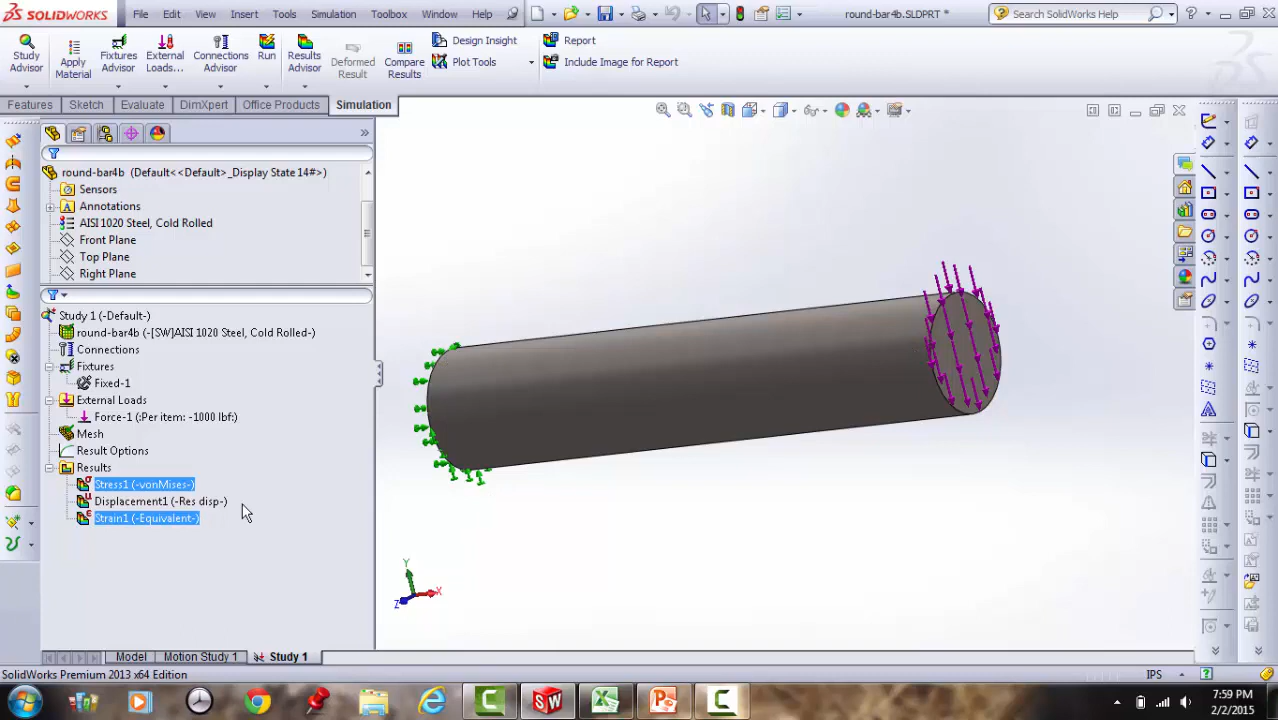 SOLIDWORKS
File Edit View Insert Tools Simulation Toolbox Window Help
round-bar4b.SLDPRT *
Search SolidWorks Help
Study Advisor
Apply Material
Fixtures Advisor
External Loads...
Connections Advisor
Run
Results Advisor
Deformed Result
Compare Results
Design Insight
Plot Tools
Report
Include Image for Report
Features Sketch Evaluate DimXpert Office Products Simulation
round-bar4b (Default<<Default>_Display State 14#>)
Sensors
Annotations
AISI 1020 Steel, Cold Rolled
Front Plane
Top Plane
Right Plane
Study 1 (-Default-)
round-bar4b (-[SW]AISI 1020 Steel, Cold Rolled-)
Connections
Fixtures
Fixed-1
External Loads
Force-1 (:Per item: -1000 lbf:)
Mesh
Result Options
Results
Stress1 (-vonMises-)
Displacement1 (-Res disp-)
Strain1 (-Equivalent-)
Y
X
Z
Model Motion Study 1 Study 1
SolidWorks Premium 2013 x64 Edition
IPS
7:59 PM
2/2/2015